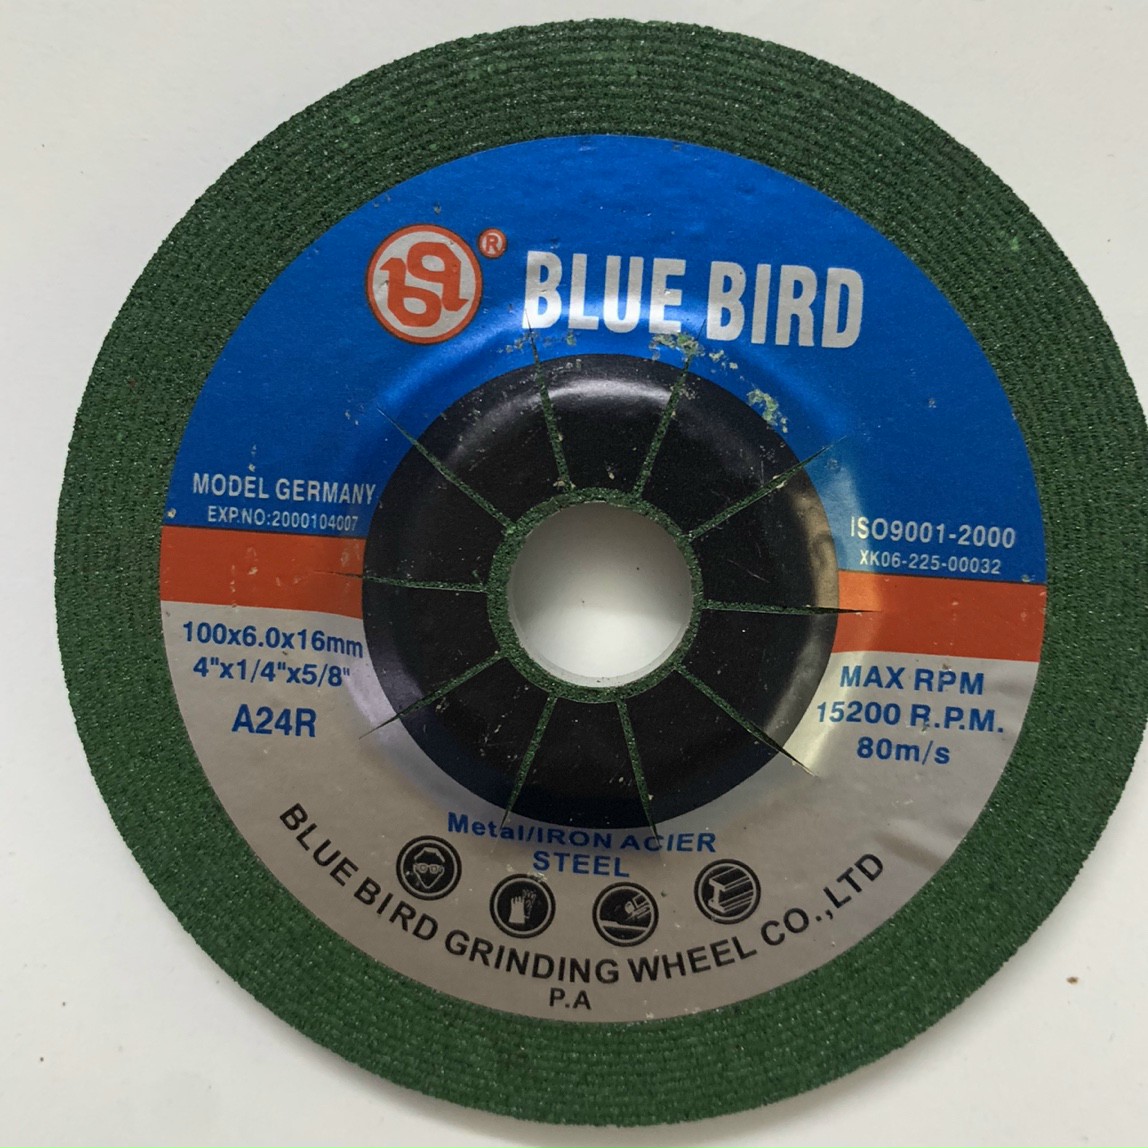 ®
BLUE BIRD
MODEL GERMANY
EXP.NO:2000104007
ISO9001-2000
XK06-225-00032
100x6.0x16mm
4"x1/4"x5/8"
A24R
MAX RPM
15200 R.P.M.
80m/s
Metal/IRON ACIER
STEEL
BLUE BIRD GRINDING WHEEL CO.,LTD
P.A